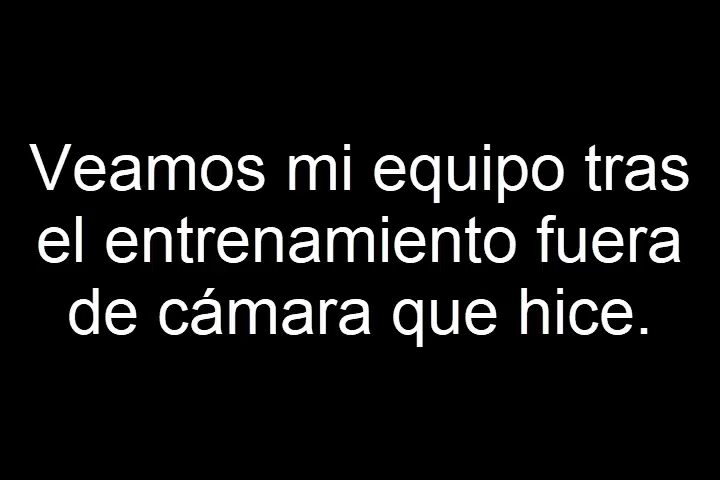 Veamos mi equipo tras
el entrenamiento fuera
de cámara que hice.